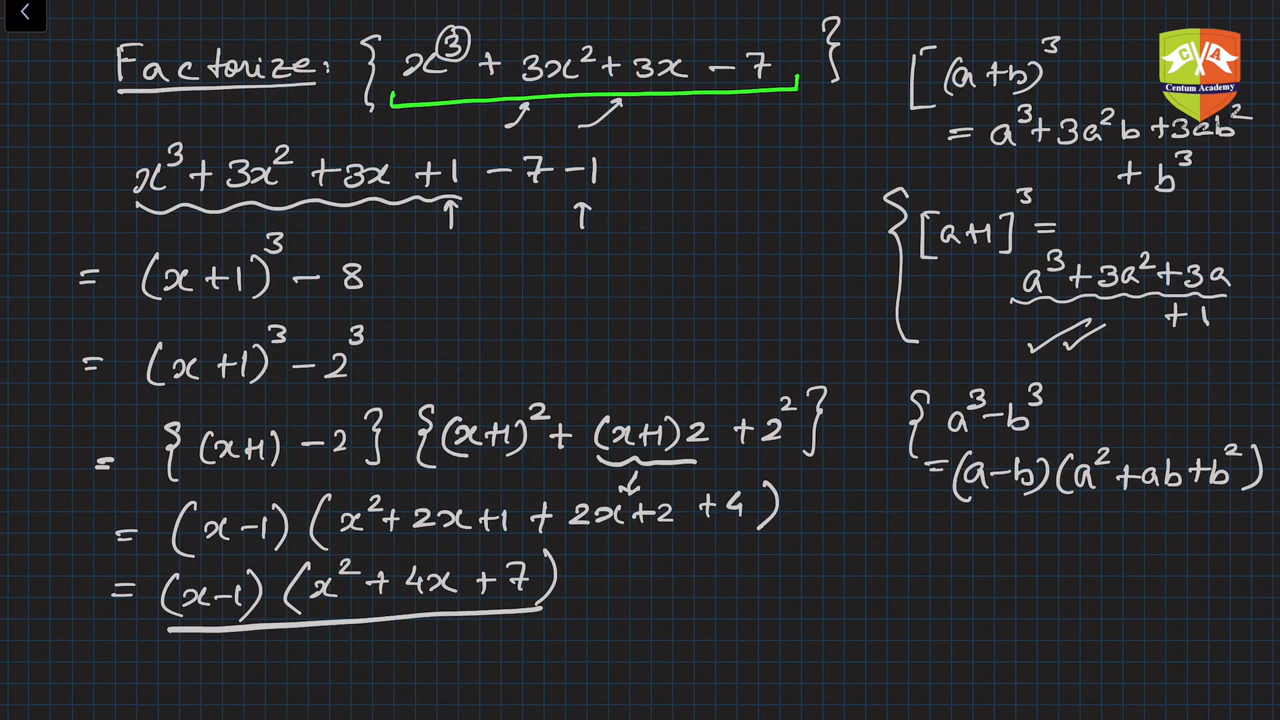 Factorize: { x³ + 3x² + 3x − 7 }
x³ + 3x² + 3x + 1 − 7 − 1
= (x+1)³ − 8
= (x+1)³ − 2³
= {(x+1) − 2} {(x+1)² + (x+1)2 + 2²}
= (x−1) (x² + 2x + 1 + 2x + 2 + 4)
= (x−1) (x² + 4x + 7)
[(a+b)³
= a³ + 3a²b + 3ab²
+ b³
{ [a+1]³ =
a³ + 3a² + 3a
+ 1
{ a³ − b³
= (a−b)(a² + ab + b²)
C A
Centum Academy